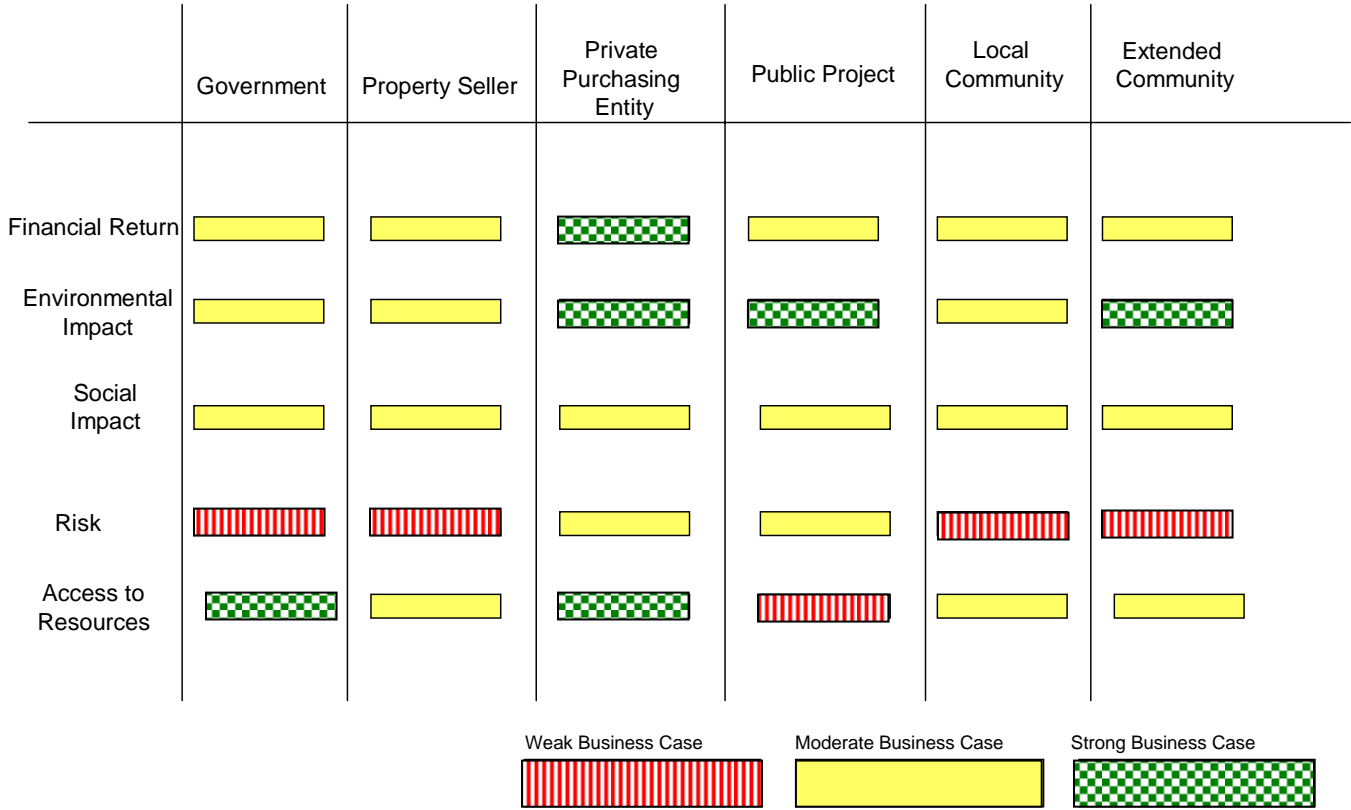 Government
Property Seller
Private
Purchasing
Entity
Public Project
Local
Community
Extended
Community
Financial Return
Environmental
Impact
Social
Impact
Risk
Access to
Resources
Weak Business Case
Moderate Business Case
Strong Business Case